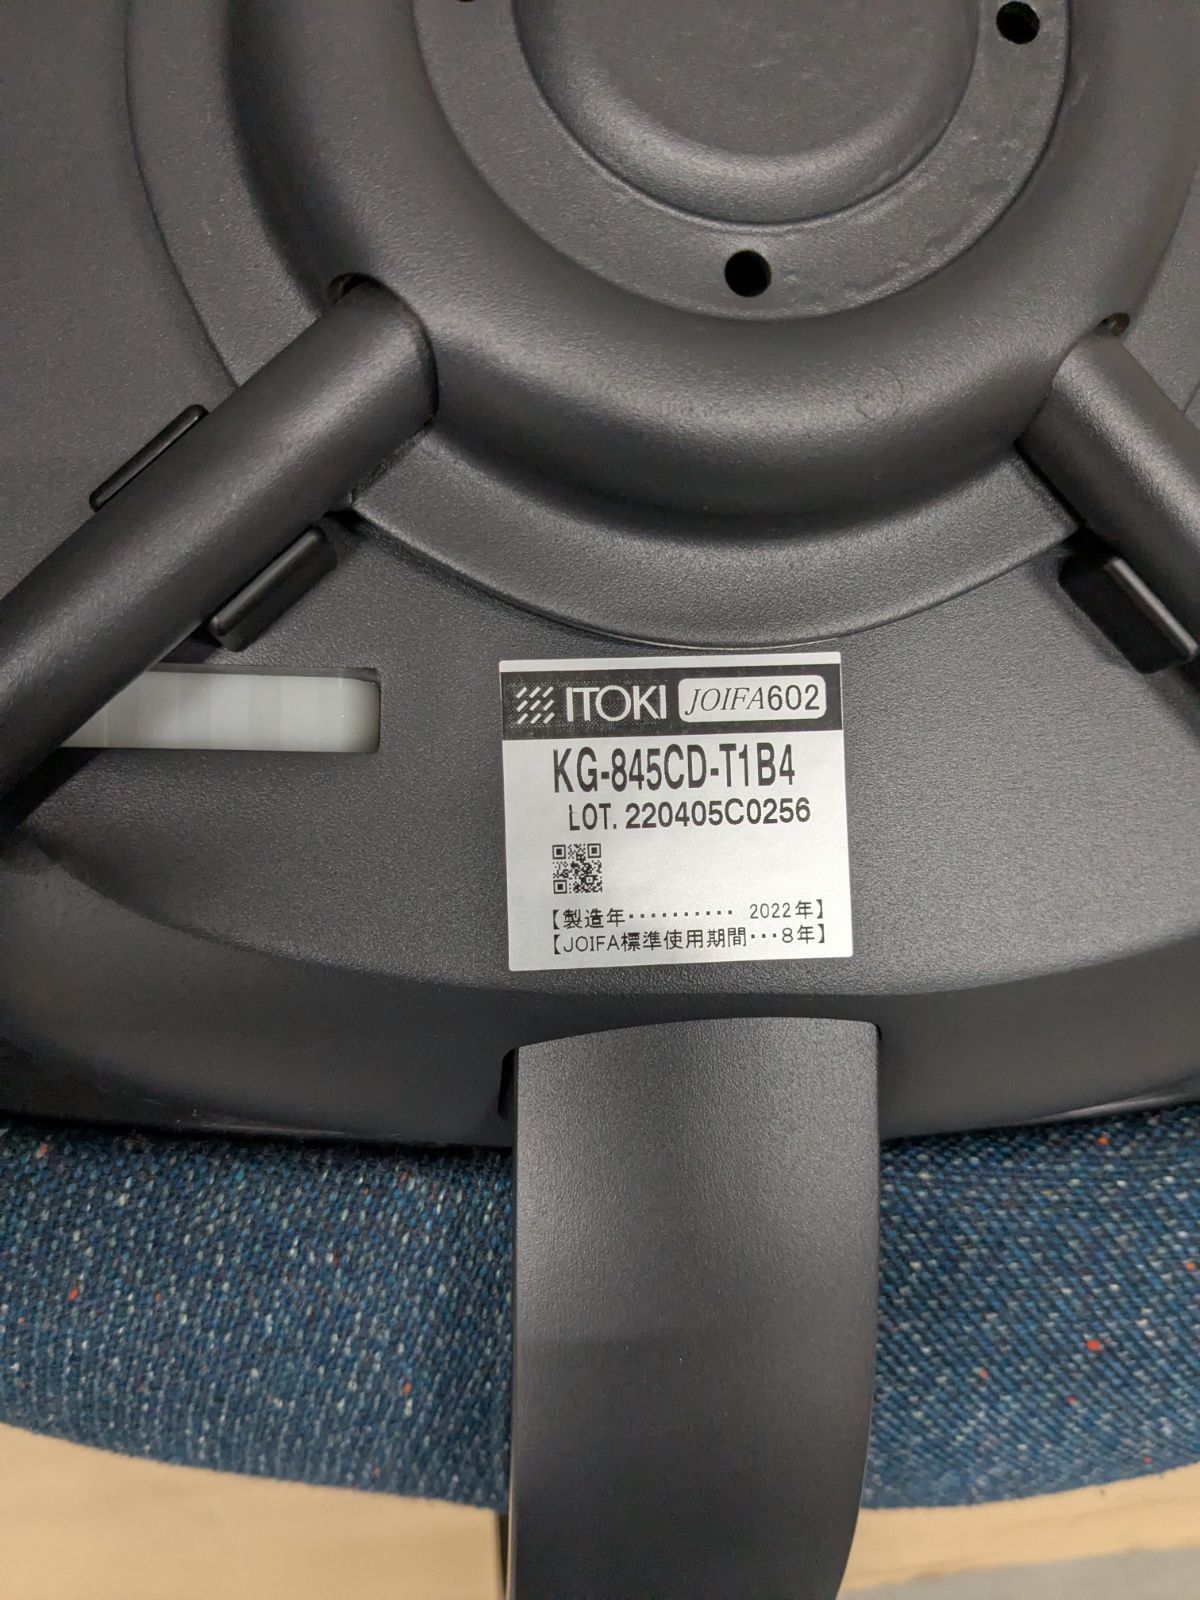 ITOKI JOIFA602
KG-845CD-T1B4
LOT. 220405C0256
【製造年・・・・・・・・・・ 2022年】
【JOIFA標準使用期間・・・8年】